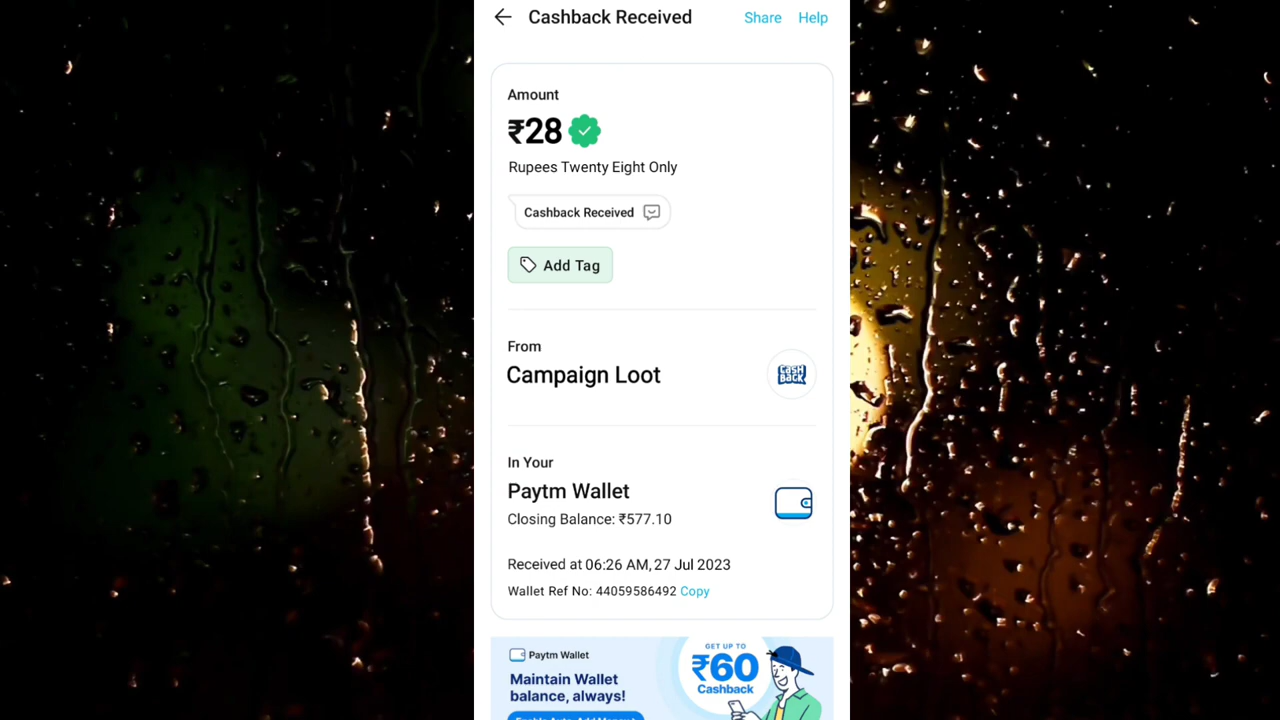 Cashback Received
Share
Help
Amount
₹28
Rupees Twenty Eight Only
Cashback Received
Add Tag
From
Campaign Loot
CASH
BACK
In Your
Paytm Wallet
Closing Balance: ₹577.10
Received at 06:26 AM, 27 Jul 2023
Wallet Ref No: 44059586492 Copy
Paytm Wallet
Maintain Wallet
balance, always!
GET UP TO
₹60
Cashback